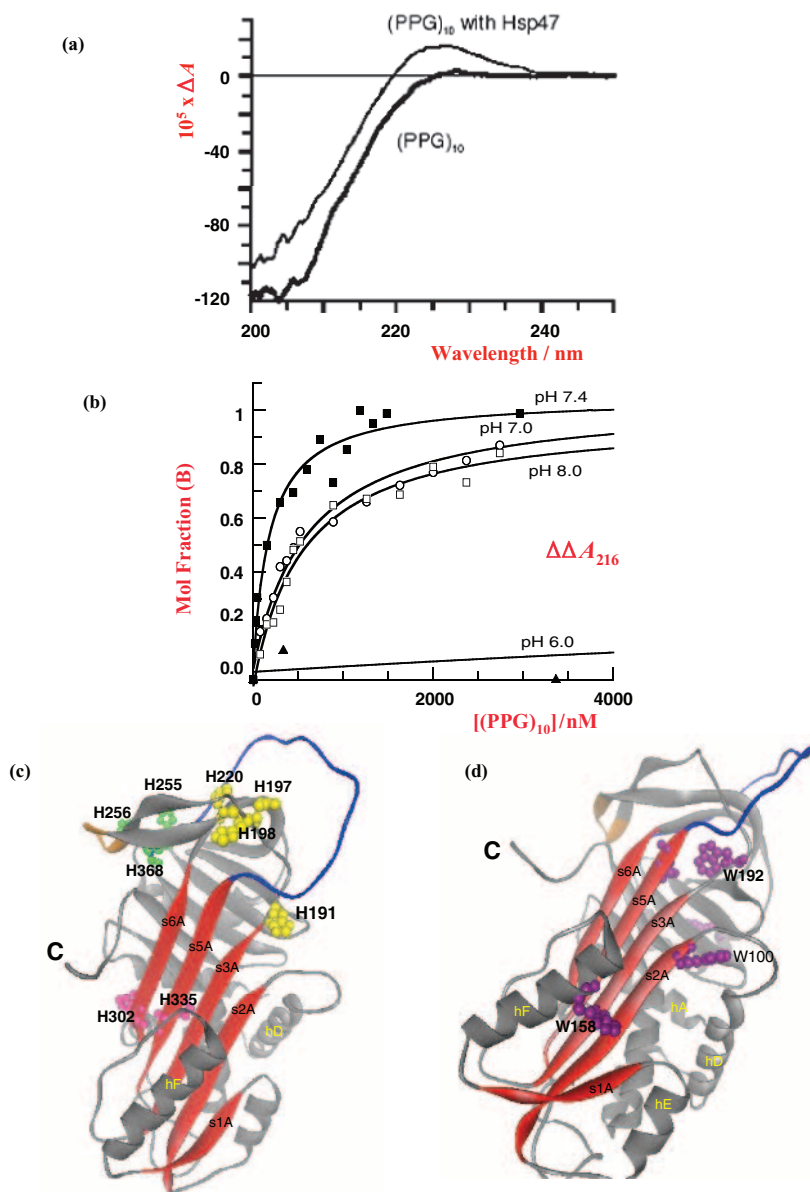 (a)
(PPG)10 with Hsp47
10⁵ x ΔA
0
-40
-80
-120
(PPG)10
200 220 240
Wavelength / nm
(b)
Mol Fraction (B)
1
0.8
0.6
0.4
0.2
0.0
pH 7.4
pH 7.0
pH 8.0
ΔΔA216
pH 6.0
0 2000 4000
[(PPG)10]/nM
(c)
H220 H197
H255
H256
H198
H368
H191
s6A
s5A
s3A
s2A
C
H335
H302
hD
hF
s1A
(d)
C
W192
s6A
s5A
s3A
s2A
W100
hF
hA
W158
hD
s1A
hE